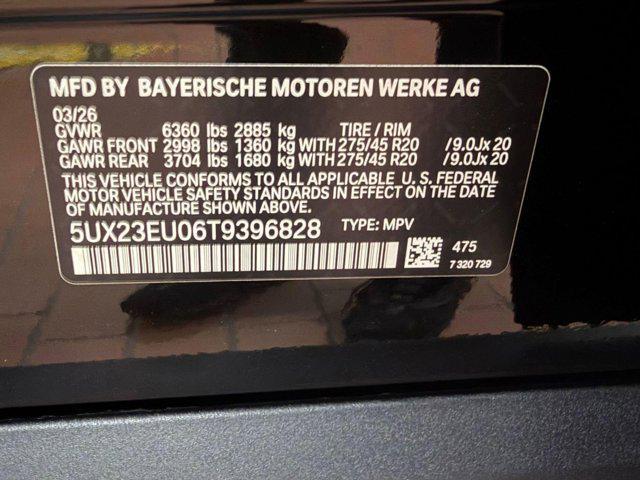 MFD BY BAYERISCHE MOTOREN WERKE AG
03/26
GVWR 6360 lbs 2885 kg TIRE / RIM
GAWR FRONT 2998 lbs 1360 kg WITH 275/45 R20 /9.0Jx20
GAWR REAR 3704 lbs 1680 kg WITH 275/45 R20 /9.0Jx20
THIS VEHICLE CONFORMS TO ALL APPLICABLE U. S. FEDERAL
MOTOR VEHICLE SAFETY STANDARDS IN EFFECT ON THE DATE
OF MANUFACTURE SHOWN ABOVE.
5UX23EU06T9396828 TYPE: MPV
475
7 320 729